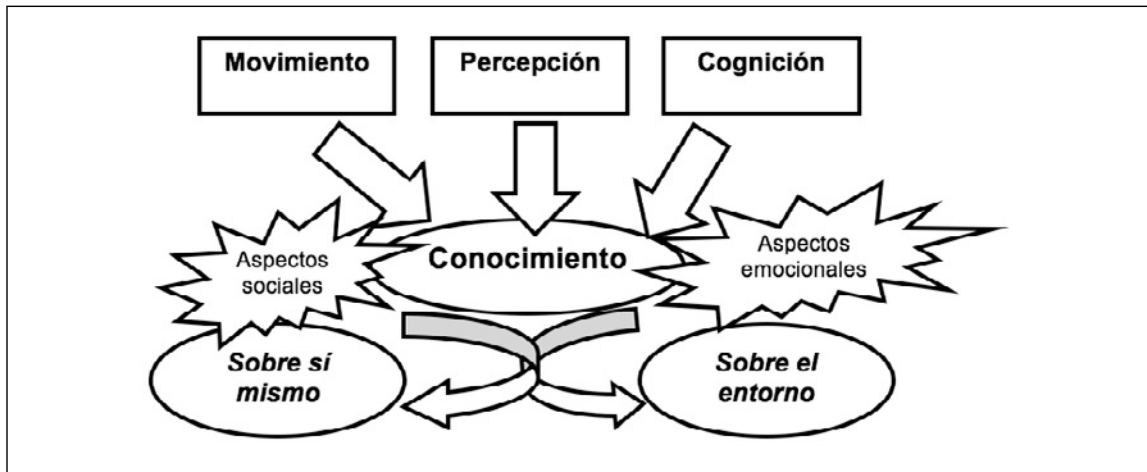 Movimiento
Percepción
Cognición
Aspectos
sociales
Conocimiento
Aspectos
emocionales
Sobre sí
mismo
Sobre el
entorno